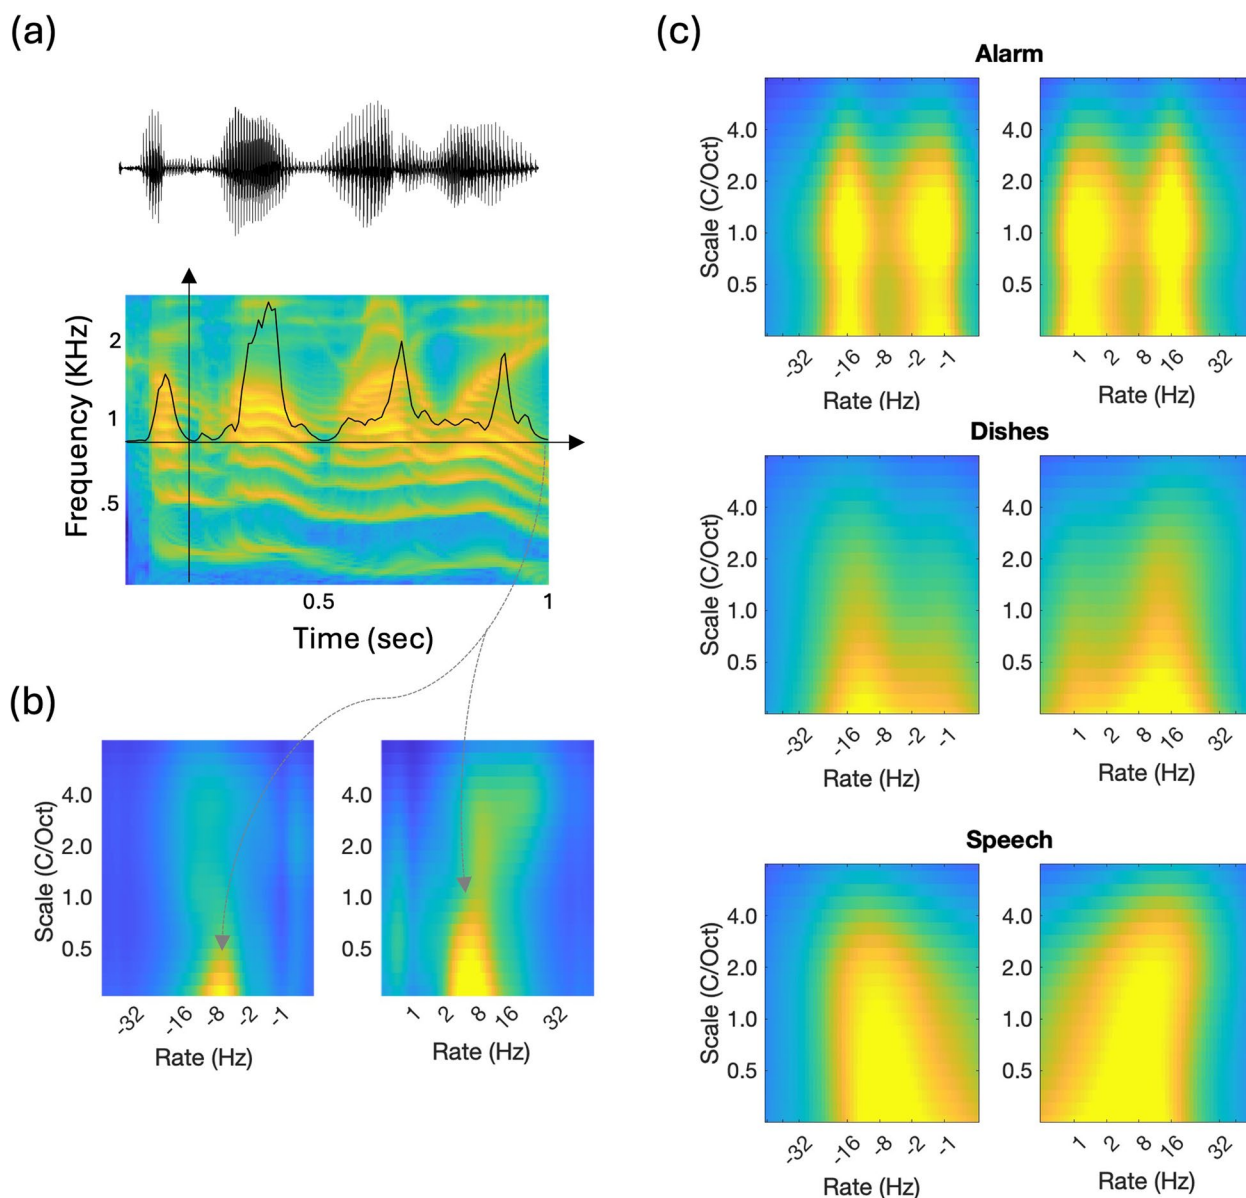 (a)
Frequency (KHz)
2
1
.5
0.5 1
Time (sec)
(b)
Scale (C/Oct)
4.0
2.0
1.0
0.5
-32 -16 -8 -2 -1
Rate (Hz)
4.0
2.0
1.0
0.5
1 2 8 16 32
Rate (Hz)
(c)
Alarm
Scale (C/Oct)
4.0
2.0
1.0
0.5
-32 -16 -8 -2 -1
Rate (Hz)
4.0
2.0
1.0
0.5
1 2 8 16 32
Rate (Hz)
Dishes
Scale (C/Oct)
4.0
2.0
1.0
0.5
-32 -16 -8 -2 -1
Rate (Hz)
4.0
2.0
1.0
0.5
1 2 8 16 32
Rate (Hz)
Speech
Scale (C/Oct)
4.0
2.0
1.0
0.5
-32 -16 -8 -2 -1
Rate (Hz)
4.0
2.0
1.0
0.5
1 2 8 16 32
Rate (Hz)